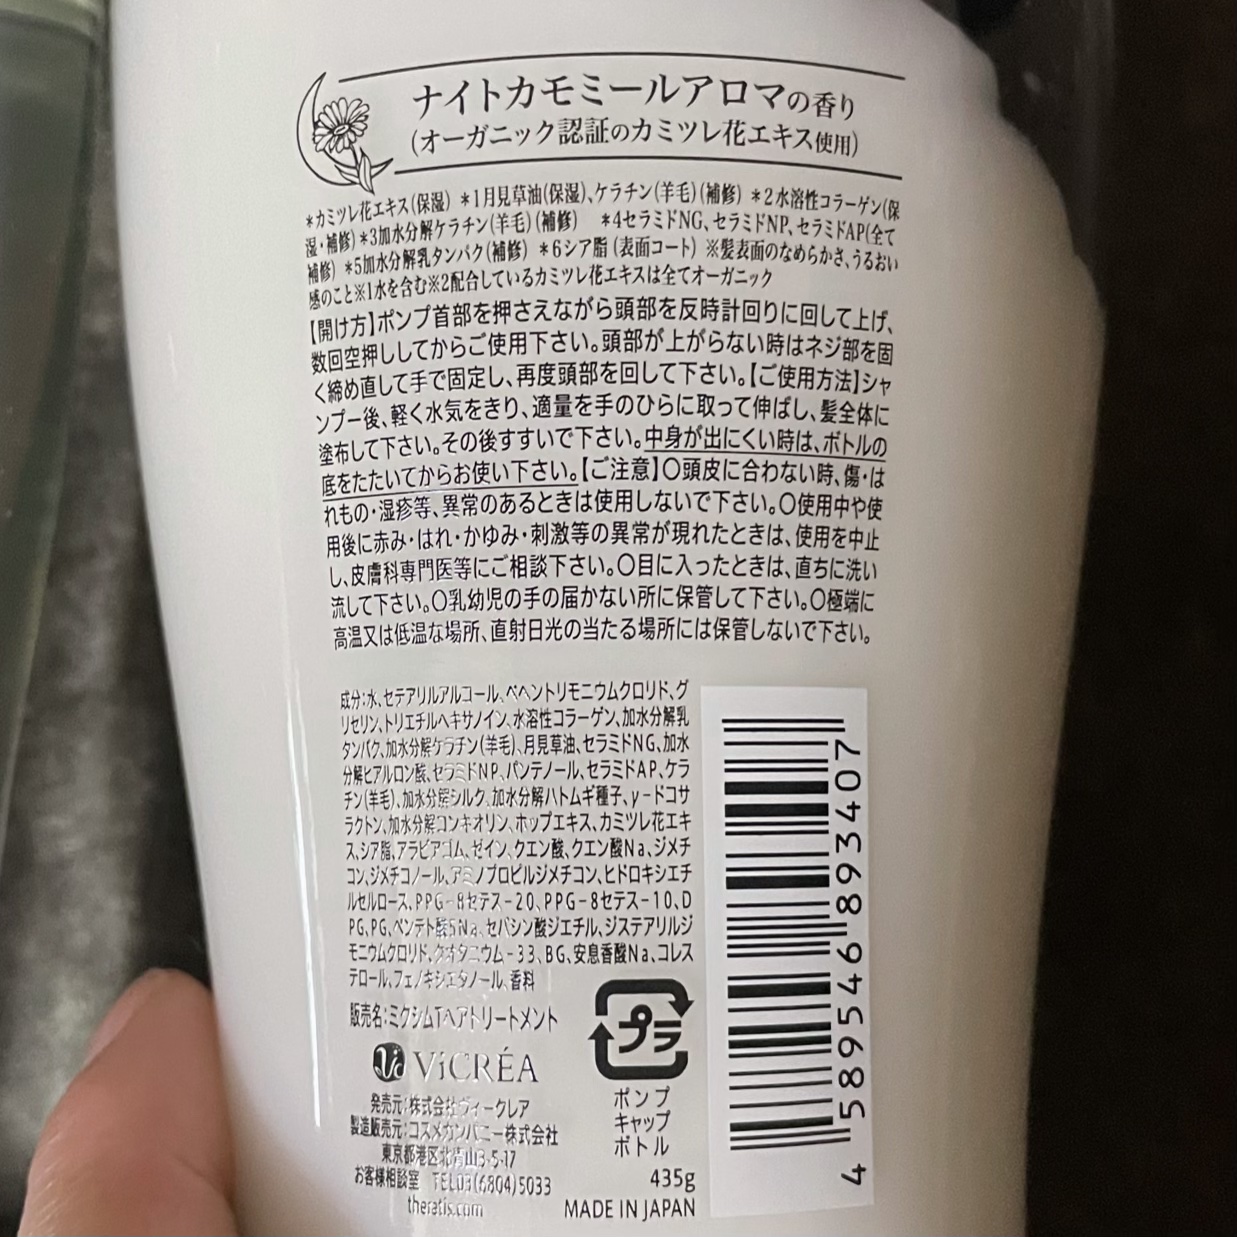 ナイトカモミールアロマの香り
(オーガニック認証のカミツレ花エキス使用)
*カミツレ花エキス(保湿) *1月見草油(保湿)、ケラチン(羊毛)(補修) *2水溶性コラーゲン(保
湿・補修)*3加水分解ケラチン(羊毛)(補修) *4セラミドNG、セラミドNP、セラミドAP(全て
補修) *5加水分解乳タンパク(補修) *6シア脂(表面コート) ※髪表面のなめらかさ、うるおい
感のこと※1水を含む※2配合しているカミツレ花エキスは全てオーガニック
【開け方】ポンプ首部を押さえながら頭部を反時計回りに回して上げ、
数回空押ししてからご使用下さい。頭部が上がらない時はネジ部を固
く締め直して手で固定し、再度頭部を回して下さい。【ご使用方法】シャ
ンプー後、軽く水気をきり、適量を手のひらに取って伸ばし、髪全体に
塗布して下さい。その後すすいで下さい。中身が出にくい時は、ボトルの
底をたたいてからお使い下さい。【ご注意】〇頭皮に合わない時、傷・は
れもの・湿疹等、異常のあるときは使用しないで下さい。〇使用中や使
用後に赤み・はれ・かゆみ・刺激等の異常が現れたときは、使用を中止
し、皮膚科専門医等にご相談下さい。〇目に入ったときは、直ちに洗い
流して下さい。〇乳幼児の手の届かない所に保管して下さい。〇極端に
高温又は低温な場所、直射日光の当たる場所には保管しないで下さい。
成分:水、セテアリルアルコール、ベヘントリモニウムクロリド、グ
リセリン、トリエチルヘキサノイン、水溶性コラーゲン、加水分解乳
タンパク、加水分解ケラチン(羊毛)、月見草油、セラミドNG、加水
分解ヒアルロン酸、セラミドNP、パンテノール、セラミドAP、ケラ
チン(羊毛)、加水分解シルク、加水分解ハトムギ種子、γ-ドコサ
ラクトン、加水分解コンキオリン、ホップエキス、カミツレ花エキ
ス、シア脂、アラビアゴム、ゼイン、クエン酸、クエン酸Na、ジメチ
コン、ジメチコノール、アミノプロピルジメチコン、ヒドロキシエチ
ルセルロース、PPG-8セテス-20、PPG-8セテス-10、D
PG、PG、ペンテト酸5Na、セバシン酸ジエチル、ジステアリルジ
モニウムクロリド、クオタニウム-33、BG、安息香酸Na、コレス
テロール、フェノキシエタノール、香料
販売名:ミクシムTヘアトリートメント
ViCRÉA
発売元:株式会社ヴィークレア
製造販売元:コスメカンパニー株式会社
東京都港区北青山3-5-17
お客様相談室 TEL03(6804)5033
theratis.com
プラ
ポンプ
キャップ
ボトル
435g
MADE IN JAPAN
4589546893407